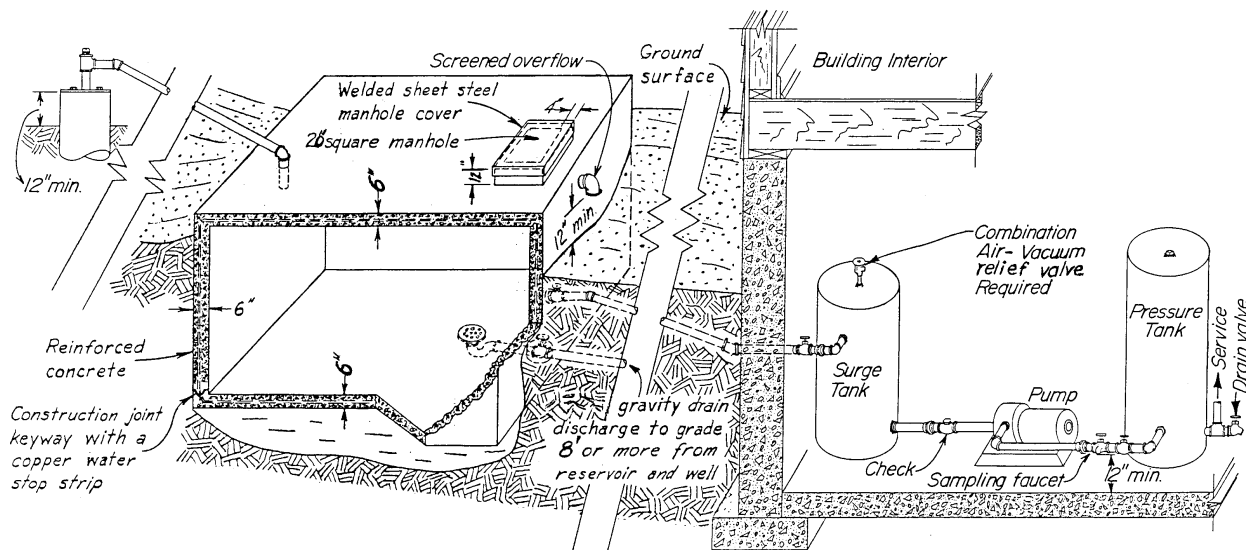 12"min.
Screened overflow
Welded sheet steel
manhole cover
26"square manhole
6"
12" min.
6"
6"
Reinforced
concrete
Construction joint
keyway with a
copper water
stop strip
Ground
surface
gravity drain
discharge to grade
8' or more from
reservoir and well
Building Interior
Combination
Air-Vacuum
relief valve
Required
Surge
Tank
Check
Pump
Sampling faucet
12" min.
Pressure
Tank
Service
Drain valve